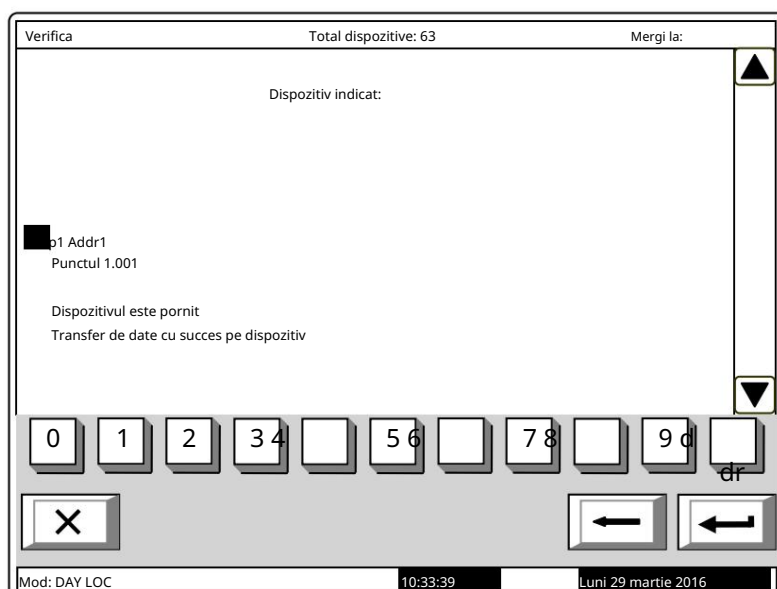 Verifica Total dispozitive: 63 Mergi la:
Dispozitiv indicat:
p1 Addr1
Punctul 1.001
Dispozitivul este pornit
Transfer de date cu succes pe dispozitiv
0 1 2 3 4 5 6 7 8 9 d
dr
Mod: DAY LOC 10:33:39 Luni 29 martie 2016